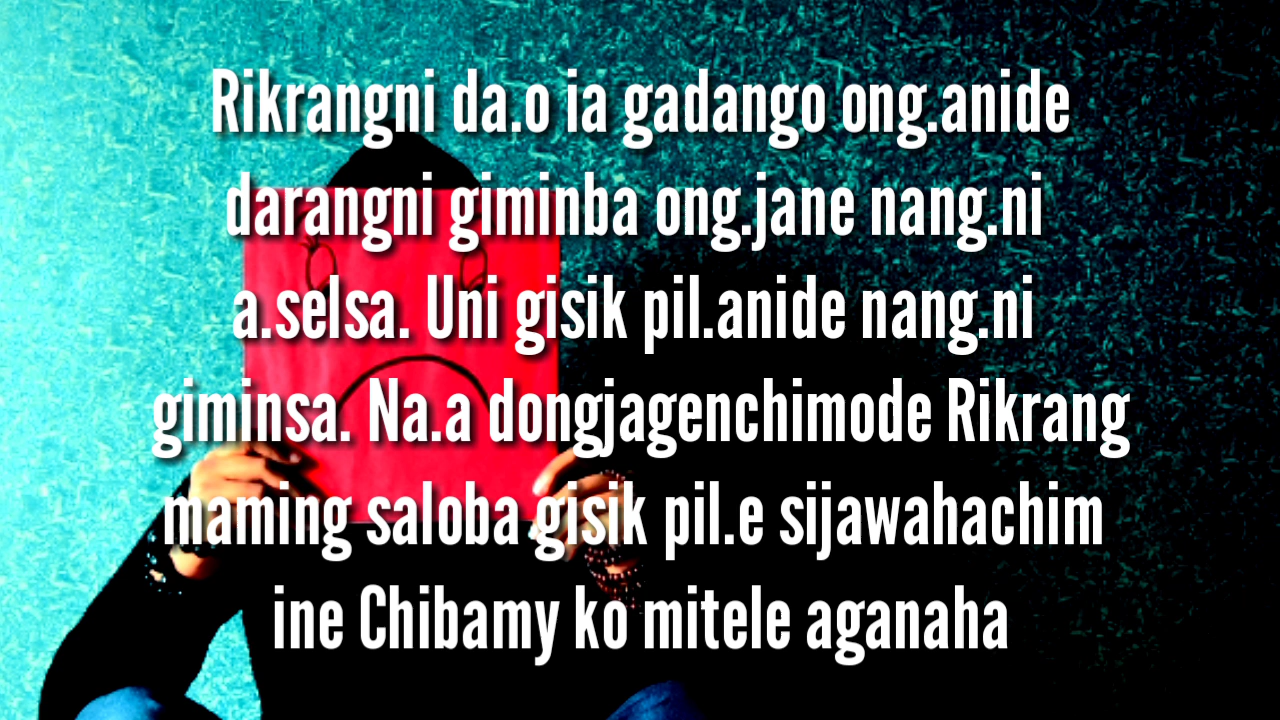 Rikrangni da.o ia gadango ong.anide
darangni giminba ong.jane nang.ni
a.selsa. Uni gisik pil.anide nang.ni
giminsa. Na.a dongjagenchimode Rikrang
maming saloba gisik pil.e sijawahachim
ine Chibamy ko mitele aganaha